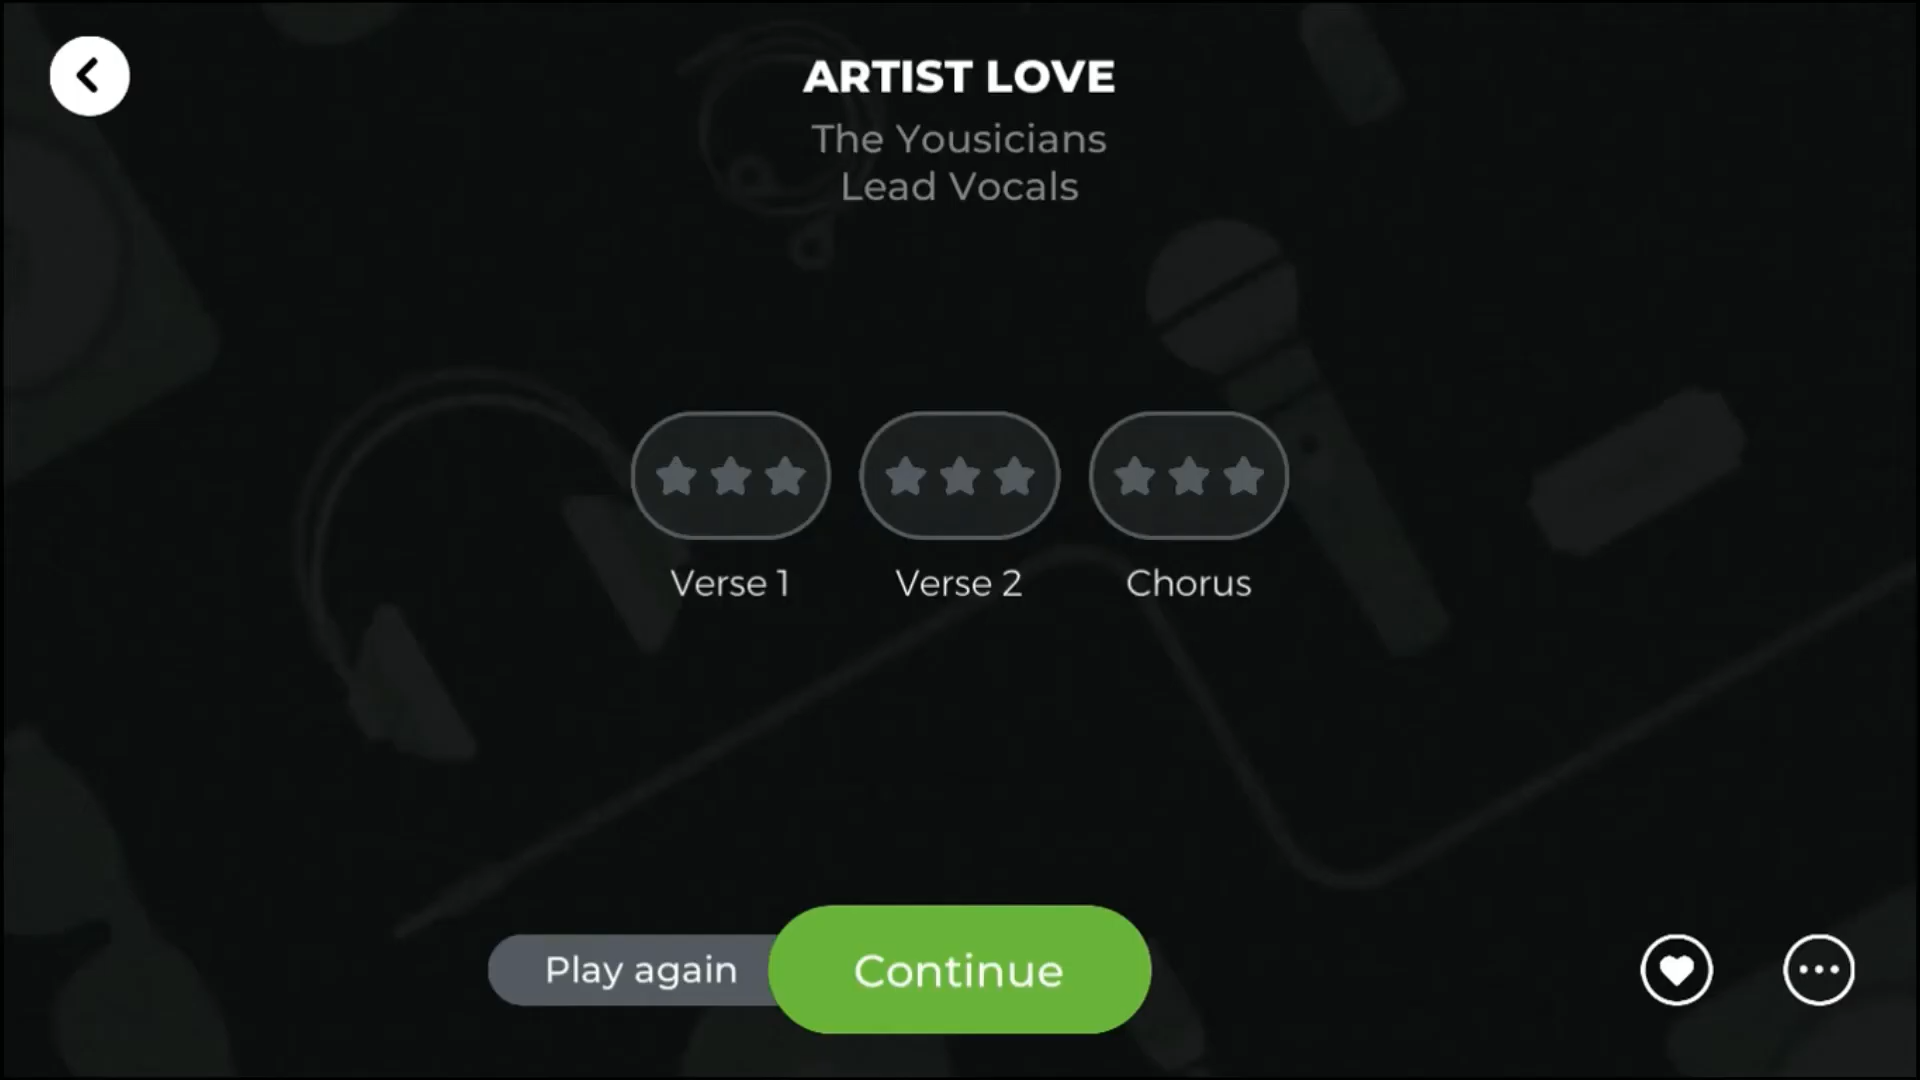 ARTIST LOVE
The Yousicians
Lead Vocals
Verse 1
Verse 2
Chorus
Play again
Continue